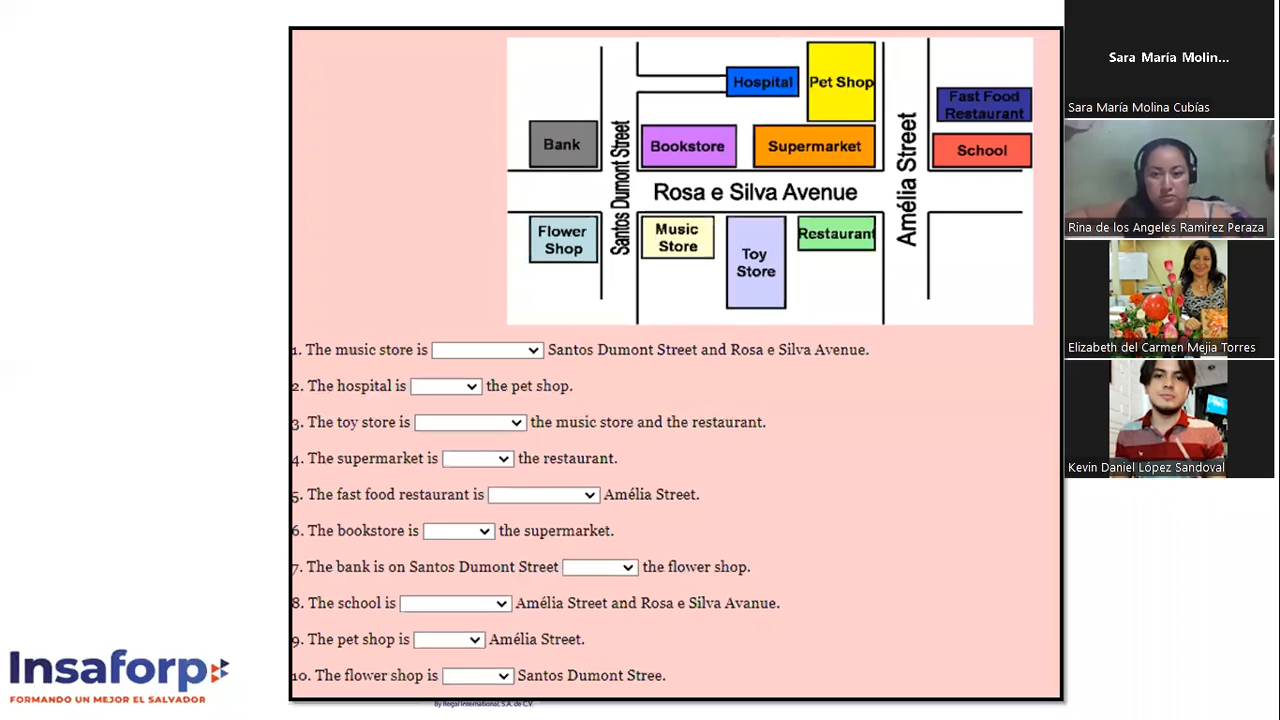 Hospital
Pet Shop
Fast Food
Restaurant
Bank
Bookstore
Supermarket
School
Santos Dumont Street
Rosa e Silva Avenue
Amélia Street
Flower
Shop
Music
Store
Toy
Store
Restaurant
1. The music store is Santos Dumont Street and Rosa e Silva Avenue.
2. The hospital is the pet shop.
3. The toy store is the music store and the restaurant.
4. The supermarket is the restaurant.
5. The fast food restaurant is Amélia Street.
6. The bookstore is the supermarket.
7. The bank is on Santos Dumont Street the flower shop.
8. The school is Amélia Street and Rosa e Silva Avanue.
9. The pet shop is Amélia Street.
10. The flower shop is Santos Dumont Stree.
Insaforp
FORMANDO UN MEJOR EL SALVADOR
By Regal International, S.A. de C.V.
Sara María Molin...
Sara María Molina Cubías
Rina de los Angeles Ramirez Peraza
Elizabeth del Carmen Mejia Torres
Kevin Daniel López Sandoval